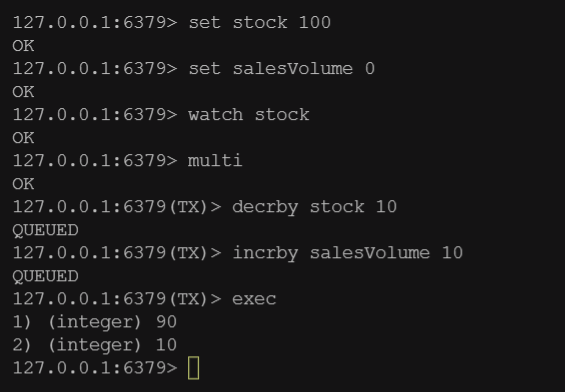 127.0.0.1:6379> set stock 100
OK
127.0.0.1:6379> set salesVolume 0
OK
127.0.0.1:6379> watch stock
OK
127.0.0.1:6379> multi
OK
127.0.0.1:6379(TX)> decrby stock 10
QUEUED
127.0.0.1:6379(TX)> incrby salesVolume 10
QUEUED
127.0.0.1:6379(TX)> exec
1) (integer) 90
2) (integer) 10
127.0.0.1:6379>